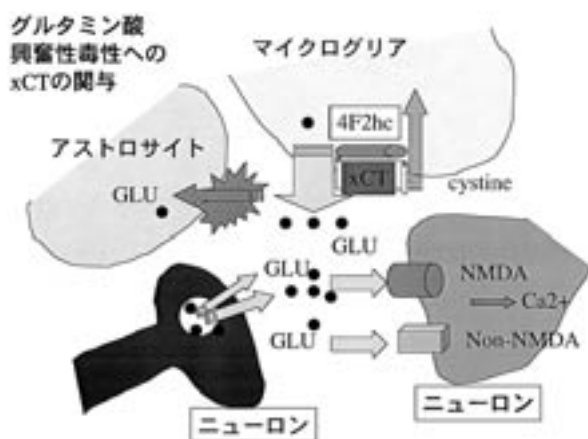 グルタミン酸
興奮性毒性への
xCTの関与
マイクログリア
4F2hc
アストロサイト
xCT
cystine
GLU
GLU
GLU
NMDA
Ca2+
GLU
Non-NMDA
ニューロン
ニューロン